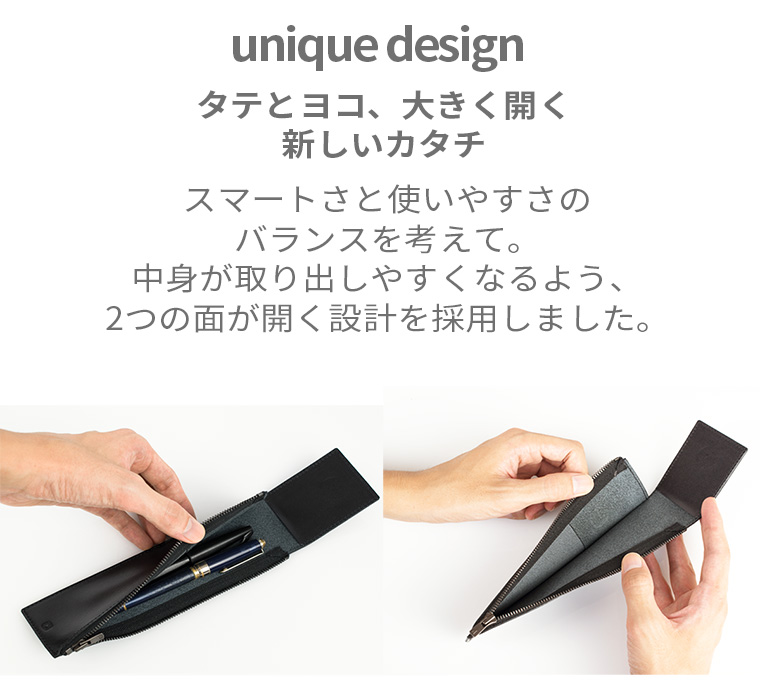 unique design
タテとヨコ、大きく開く
新しいカタチ
スマートさと使いやすさの
バランスを考えて。
中身が取り出しやすくなるよう、
2つの面が開く設計を採用しました。